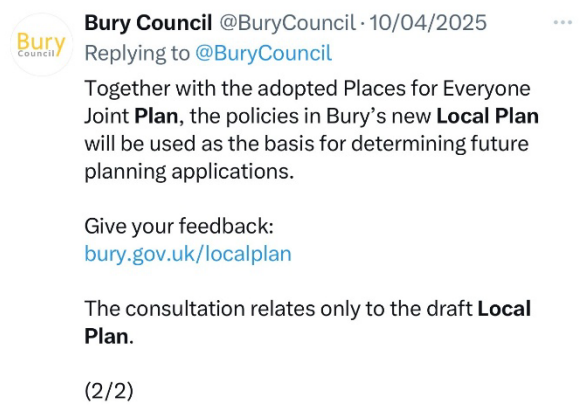 Bury
Council
Bury Council @BuryCouncil · 10/04/2025
Replying to @BuryCouncil
Together with the adopted Places for Everyone
Joint Plan, the policies in Bury's new Local Plan
will be used as the basis for determining future
planning applications.
Give your feedback:
bury.gov.uk/localplan
The consultation relates only to the draft Local
Plan.
(2/2)